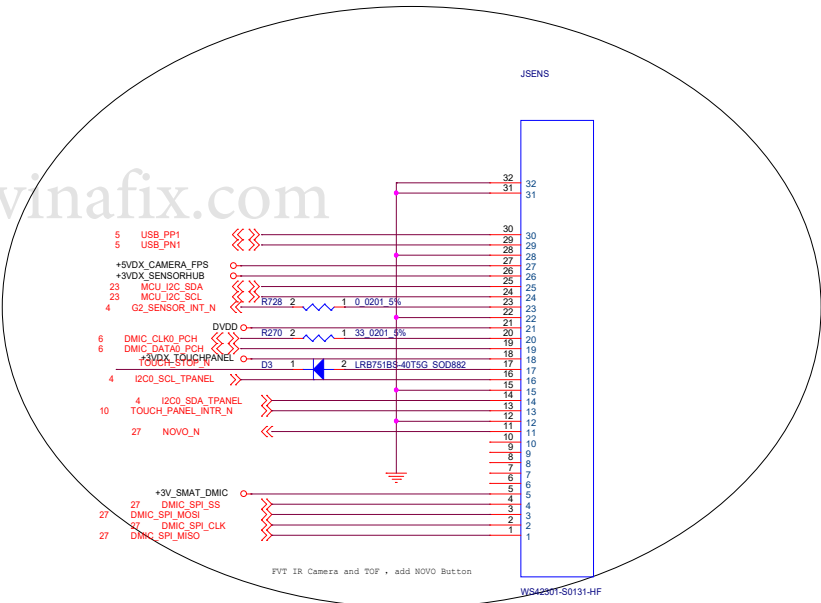 JSENS
vinafix.com
32 32
31 31
5 USB_PP1 30 30
5 USB_PN1 29 29
28 28
+5VDX_CAMERA_FPS 27 27
+3VDX_SENSORHUB 26 26
23 MCU_I2C_SDA 25 25
23 MCU_I2C_SCL 24 24
4 G2_SENSOR_INT_N R728 2 1 0_0201_5% 23 23
22 22
DVDD 21 21
6 DMIC_CLK0_PCH R270 2 1 33_0201_5% 20 20
6 DMIC_DATA0_PCH 19 19
+3VDX_TOUCHPANEL 18 18
TOUCH_STOP_N D3 1 2 LRB751BS-40T5G_SOD882 17 17
4 I2C0_SCL_TPANEL 16 16
15 15
4 I2C0_SDA_TPANEL 14 14
10 TOUCH_PANEL_INTR_N 13 13
12 12
27 NOVO_N 11 11
10 10
9 9
8 8
7 7
6 6
+3V_SMAT_DMIC 5 5
27 DMIC_SPI_SS 4 4
27 DMIC_SPI_MOSI 3 3
27 DMIC_SPI_CLK 2 2
27 DMIC_SPI_MISO 1 1
FVT IR Camera and TOF , add NOVO Button
WS42301-S0131-HF